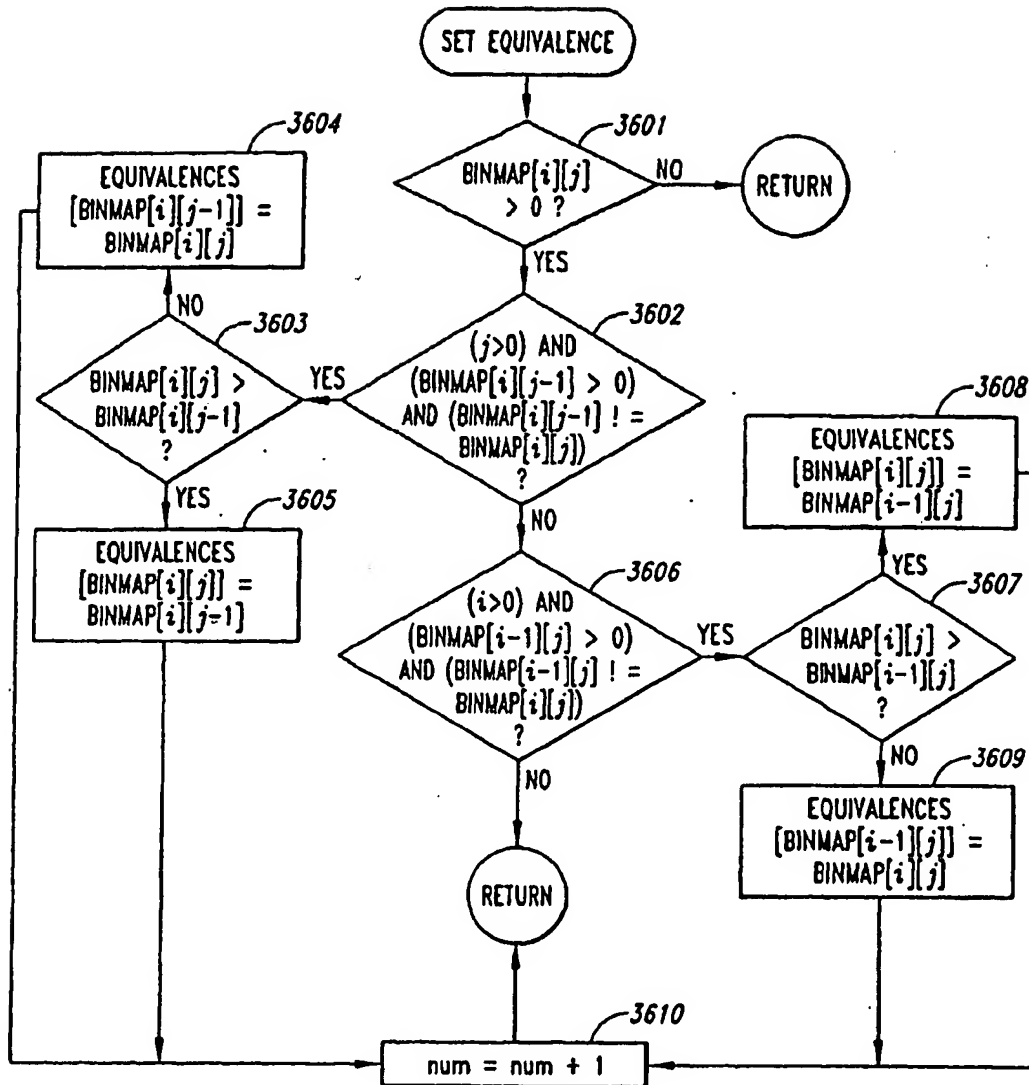 SET EQUIVALENCE
3601
BINMAP[i][j]
> 0 ?
NO
RETURN
YES
3604
EQUIVALENCES
[BINMAP[i][j-1]] =
BINMAP[i][j]
NO
3603
BINMAP[i][j] >
BINMAP[i][j-1]
?
YES
3602
(j>0) AND
(BINMAP[i][j-1] > 0)
AND (BINMAP[i][j-1] ! =
BINMAP[i][j])
?
YES
NO
3605
EQUIVALENCES
[BINMAP[i][j]] =
BINMAP[i][j-1]
3606
(i>0) AND
(BINMAP[i-1][j] > 0)
AND (BINMAP[i-1][j] ! =
BINMAP[i][j])
?
YES
NO
3608
EQUIVALENCES
[BINMAP[i][j]] =
BINMAP[i-1][j]
YES
3607
BINMAP[i][j] >
BINMAP[i-1][j]
?
NO
3609
EQUIVALENCES
[BINMAP[i-1][j]] =
BINMAP[i][j]
RETURN
3610
num = num + 1